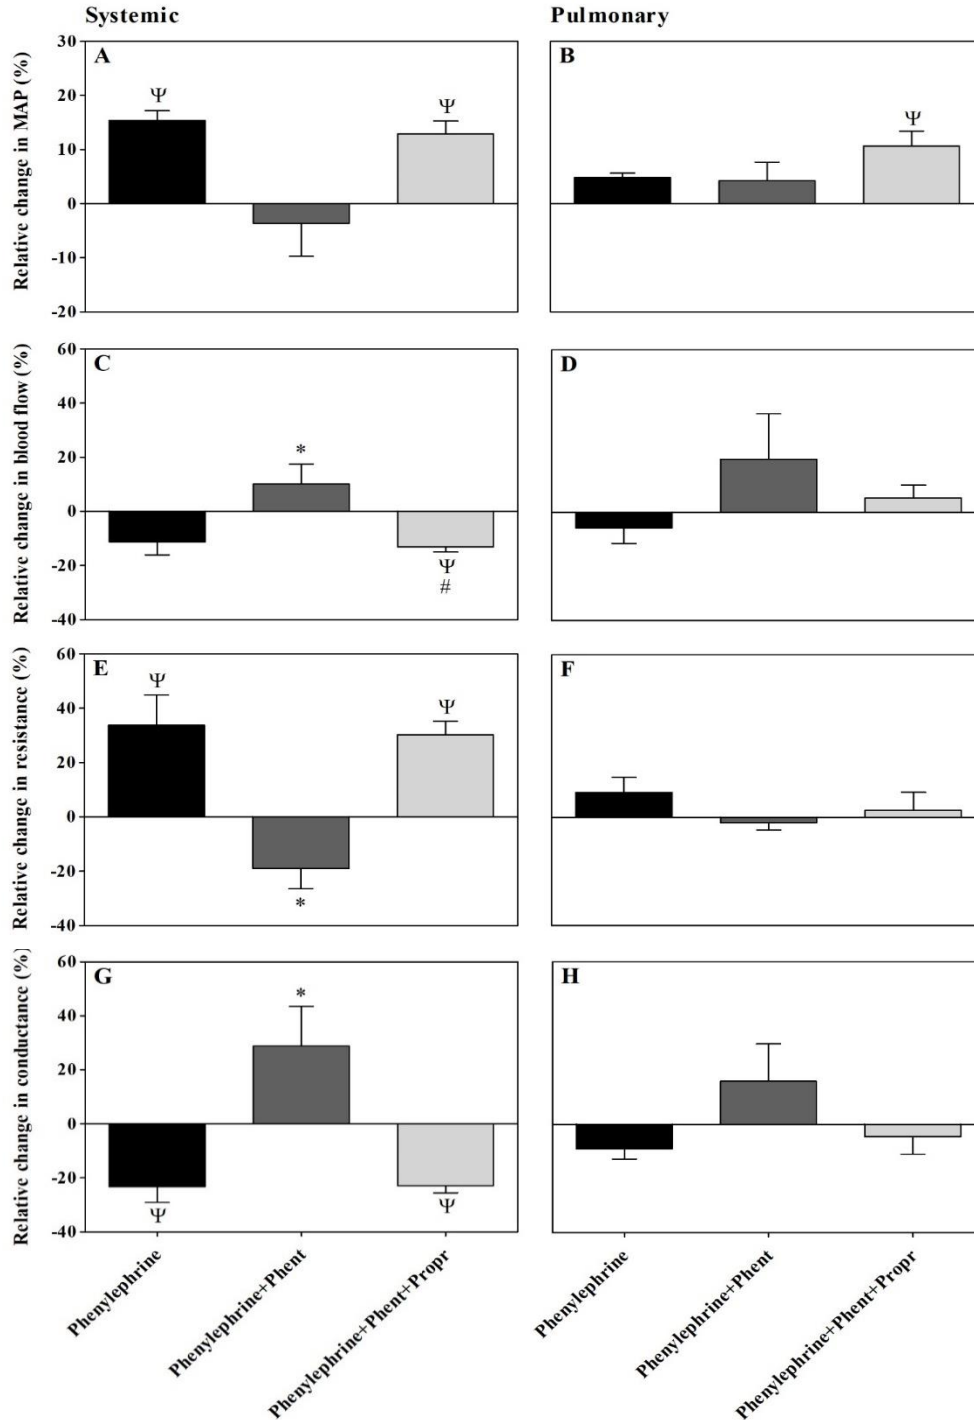 Systemic
Pulmonary
Relative change in MAP (%)
30
20
10
0
-10
-20
A
Ψ
Ψ
B
Ψ
Relative change in blood flow (%)
60
40
20
0
-20
-40
C
*
Ψ
#
D
Relative change in resistance (%)
60
40
20
0
-20
-40
E
Ψ
*
Ψ
F
Relative change in conductance (%)
60
40
20
0
-20
-40
G
Ψ
*
Ψ
H
Phenylephrine
Phenylephrine+Phent
Phenylephrine+Phent+Propr
Phenylephrine
Phenylephrine+Phent
Phenylephrine+Phent+Propr